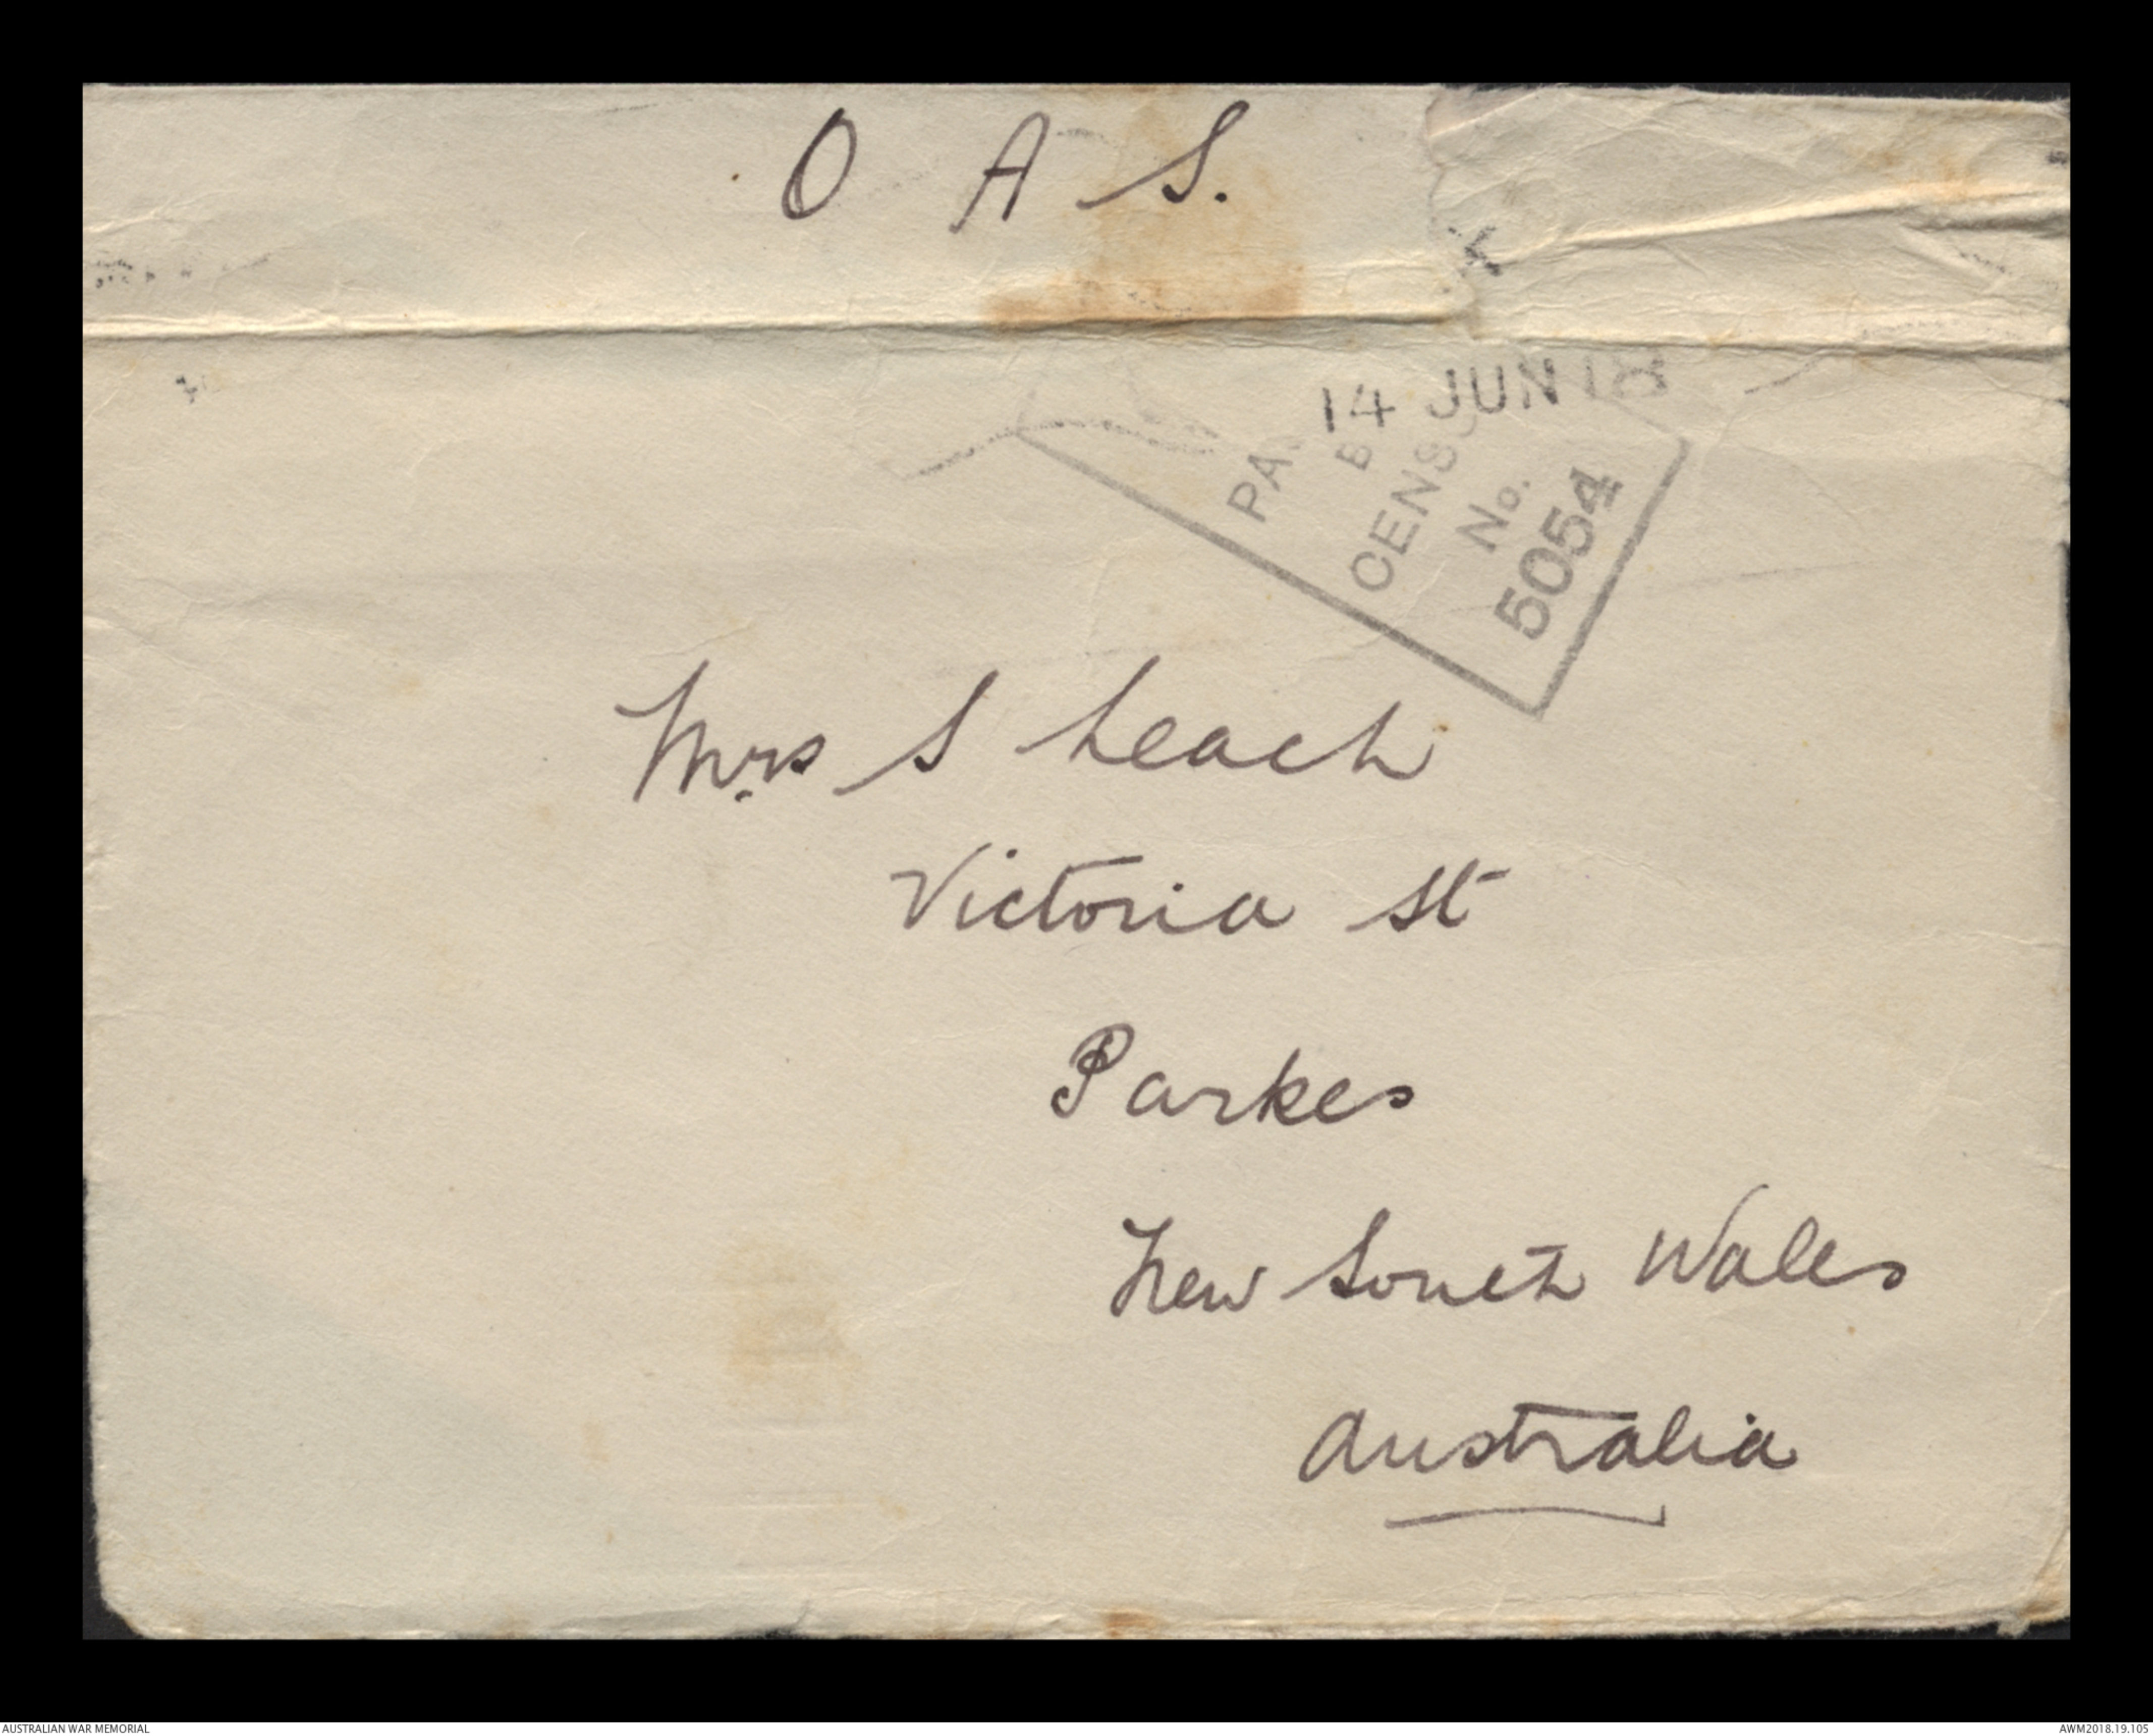 O A S.
14 JUN 18
PA
B
CENSO
No.
5054
Mrs S Leach
Victoria St
Parkes
New South Wales
Australia
AUSTRALIAN WAR MEMORIAL
AWM2018.19.105